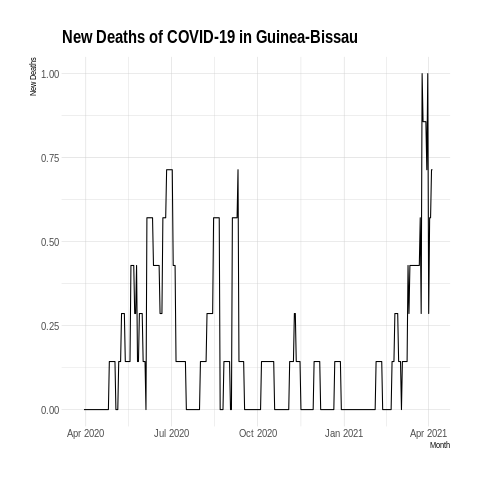 New Deaths of COVID-19 in Guinea-Bissau
New Deaths
1.00
0.75
0.50
0.25
0.00
Apr 2020 Jul 2020 Oct 2020 Jan 2021 Apr 2021
Month